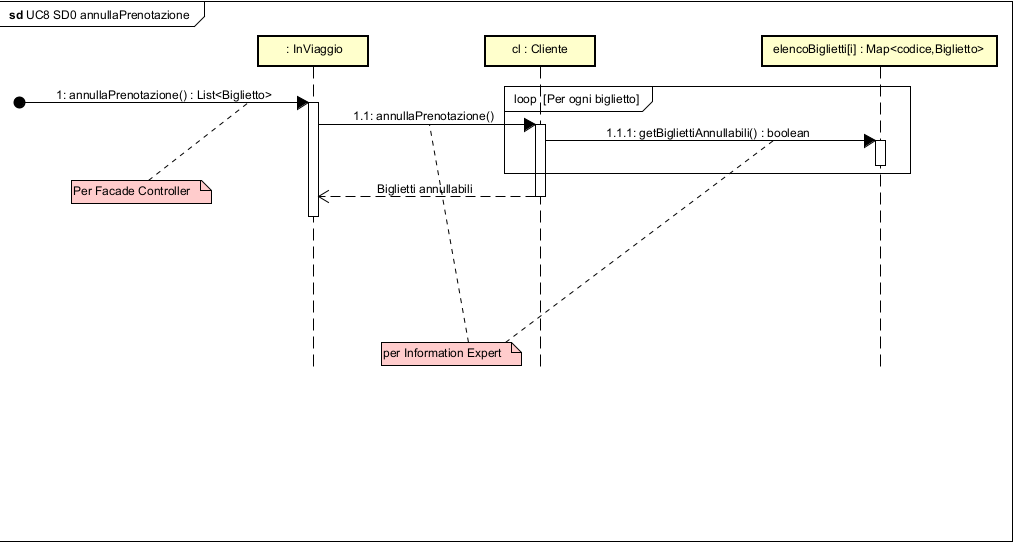 sd UC8 SD0 annullaPrenotazione
: InViaggio
cl : Cliente
elencoBiglietti[i] : Map<codice,Biglietto>
1: annullaPrenotazione() : List<Biglietto>
loop [Per ogni biglietto]
1.1: annullaPrenotazione()
1.1.1: getBigliettiAnnullabili() : boolean
Per Facade Controller
Biglietti annullabili
per Information Expert